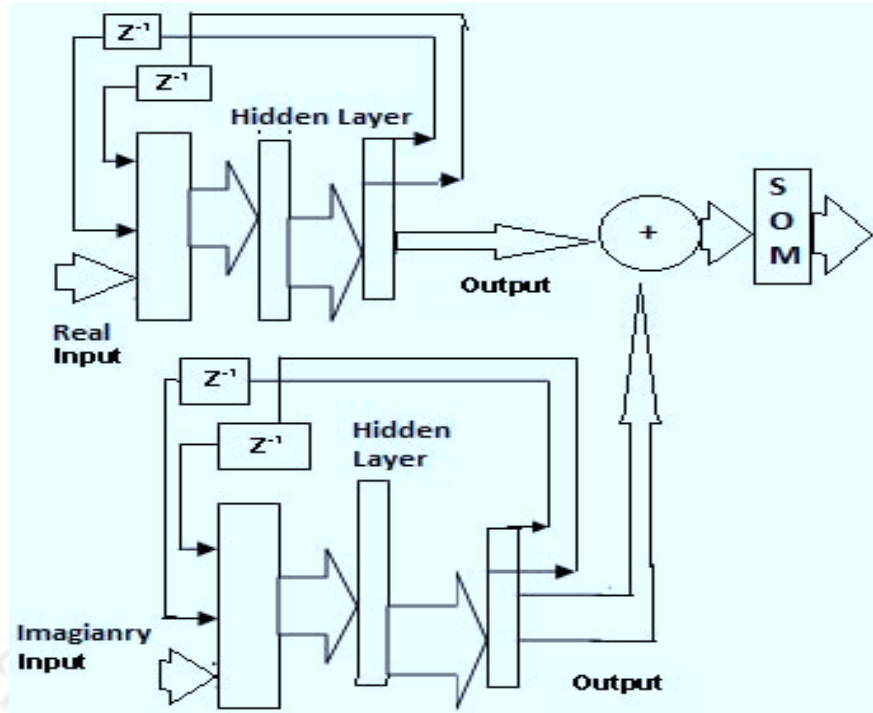 Z⁻¹
Z⁻¹
Hidden Layer
S
O
M
+
Output
Real
Input
Z⁻¹
Z⁻¹
Hidden
Layer
Imagianry
Input
Output